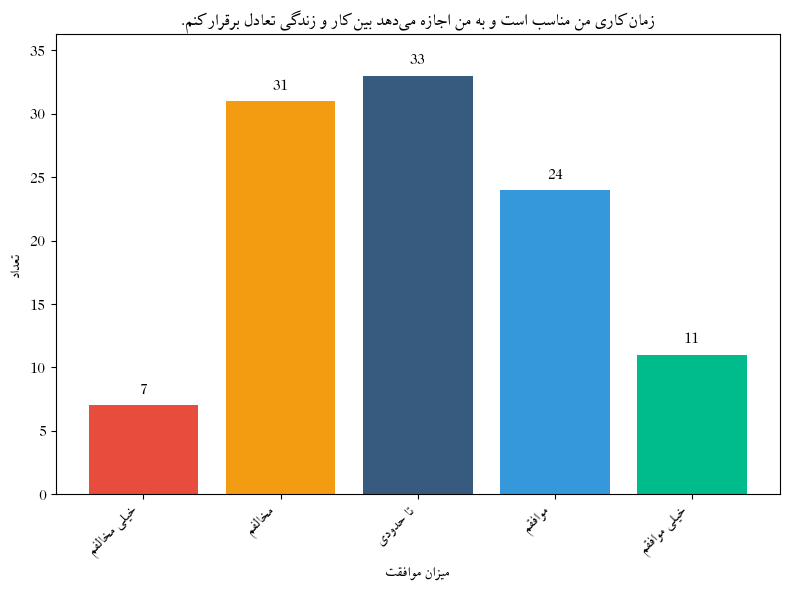 زمان کاری من مناسب است و به من اجازه می‌دهد بین کار و زندگی تعادل برقرار کنم.
35
30
25
20
15
10
5
0
تعداد
7
31
33
24
11
خیلی مخالفم
مخالفم
تا حدودی
موافقم
خیلی موافقم
میزان موافقت